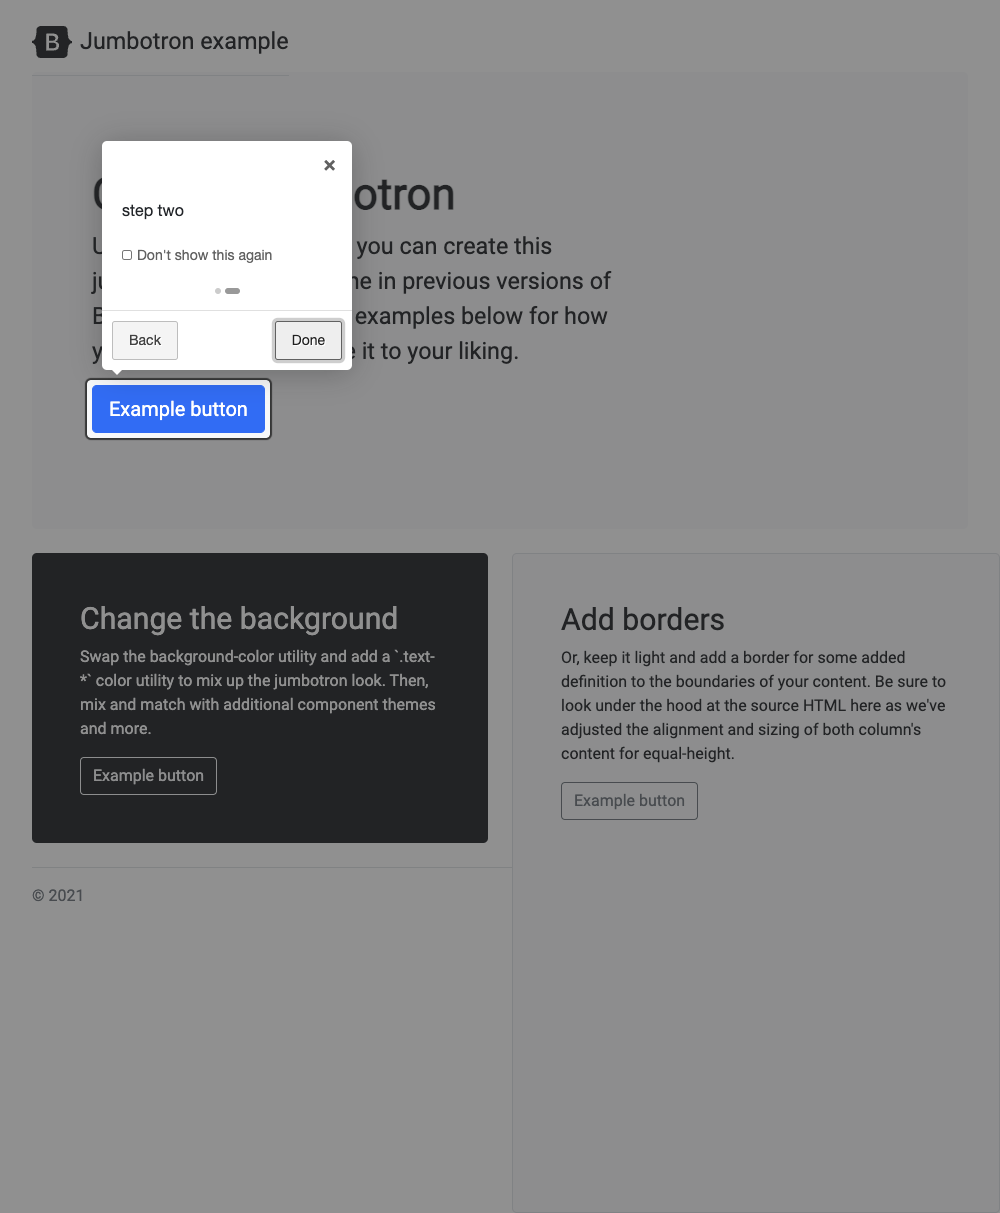 B Jumbotron example
otron
×
step two
you can create this
Don't show this again
in previous versions of
examples below for how
Back
Done
it to your liking.
Example button
Change the background
Swap the background-color utility and add a `.text-
*` color utility to mix up the jumbotron look. Then,
mix and match with additional component themes
and more.
Example button
Add borders
Or, keep it light and add a border for some added
definition to the boundaries of your content. Be sure to
look under the hood at the source HTML here as we've
adjusted the alignment and sizing of both column's
content for equal-height.
Example button
© 2021